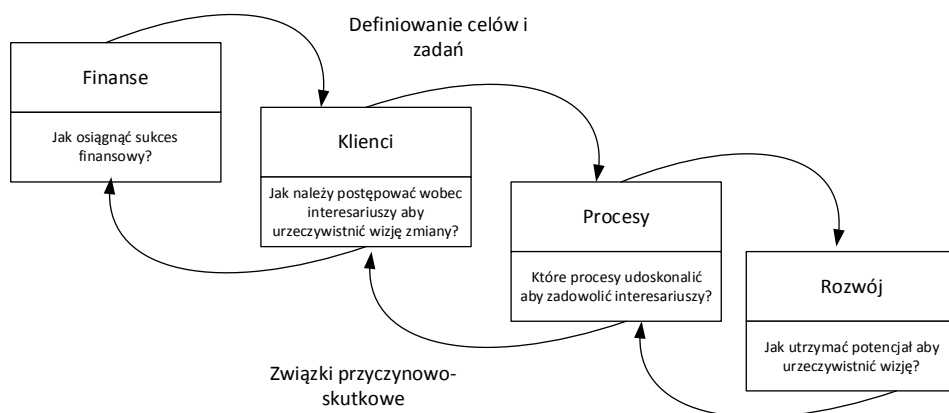 Definiowanie celów i
zadań
Finanse
Jak osiągnąć sukces
finansowy?
Klienci
Jak należy postępować wobec
interesariuszy aby
urzeczywistnić wizję zmiany?
Procesy
Które procesy udoskonalić
aby zadowolić interesariuszy?
Rozwój
Jak utrzymać potencjał aby
urzeczywistnić wizję?
Związki przyczynowo-
skutkowe